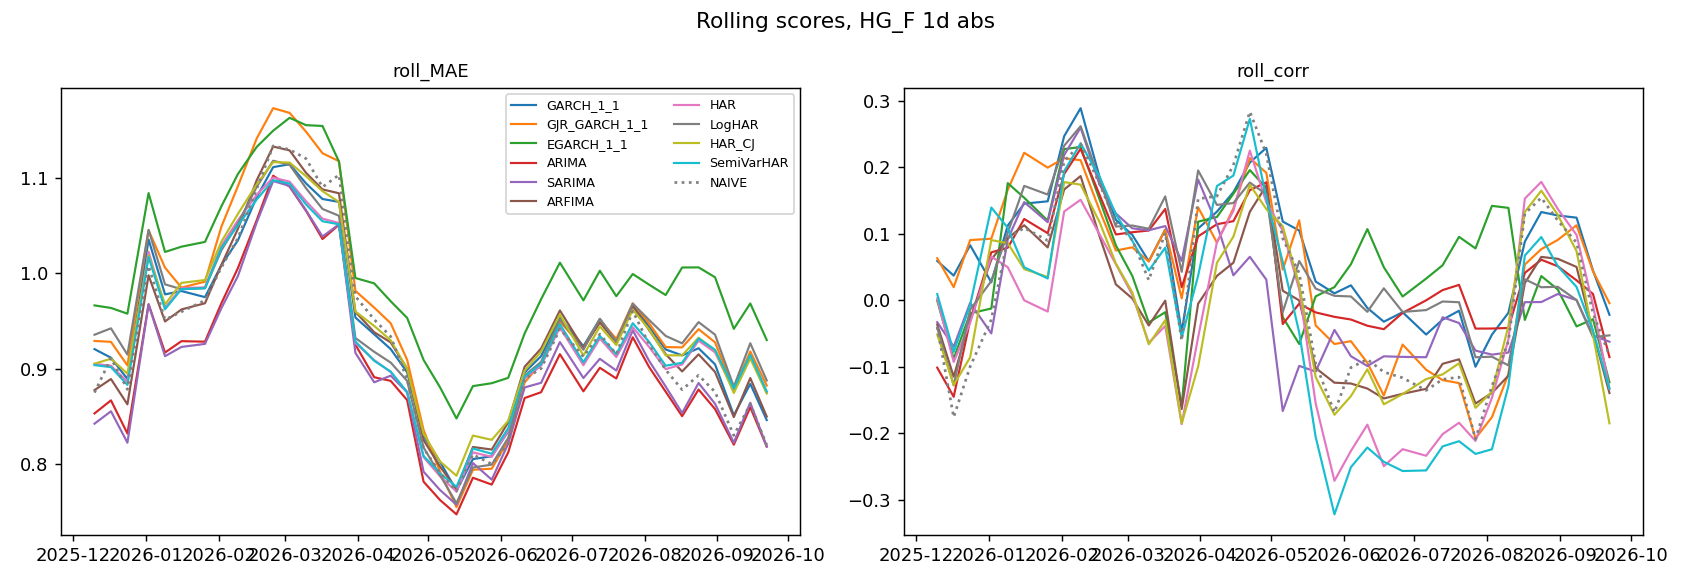 Rolling scores, HG_F 1d abs
roll_MAE
roll_corr
GARCH_1_1
GJR_GARCH_1_1
EGARCH_1_1
ARIMA
SARIMA
ARFIMA
HAR
LogHAR
HAR_CJ
SemiVarHAR
NAIVE
1.1
1.0
0.9
0.8
0.3
0.2
0.1
0.0
−0.1
−0.2
−0.3
2025-12 2026-01 2026-02 2026-03 2026-04 2026-05 2026-06 2026-07 2026-08 2026-09 2026-10
2025-12 2026-01 2026-02 2026-03 2026-04 2026-05 2026-06 2026-07 2026-08 2026-09 2026-10